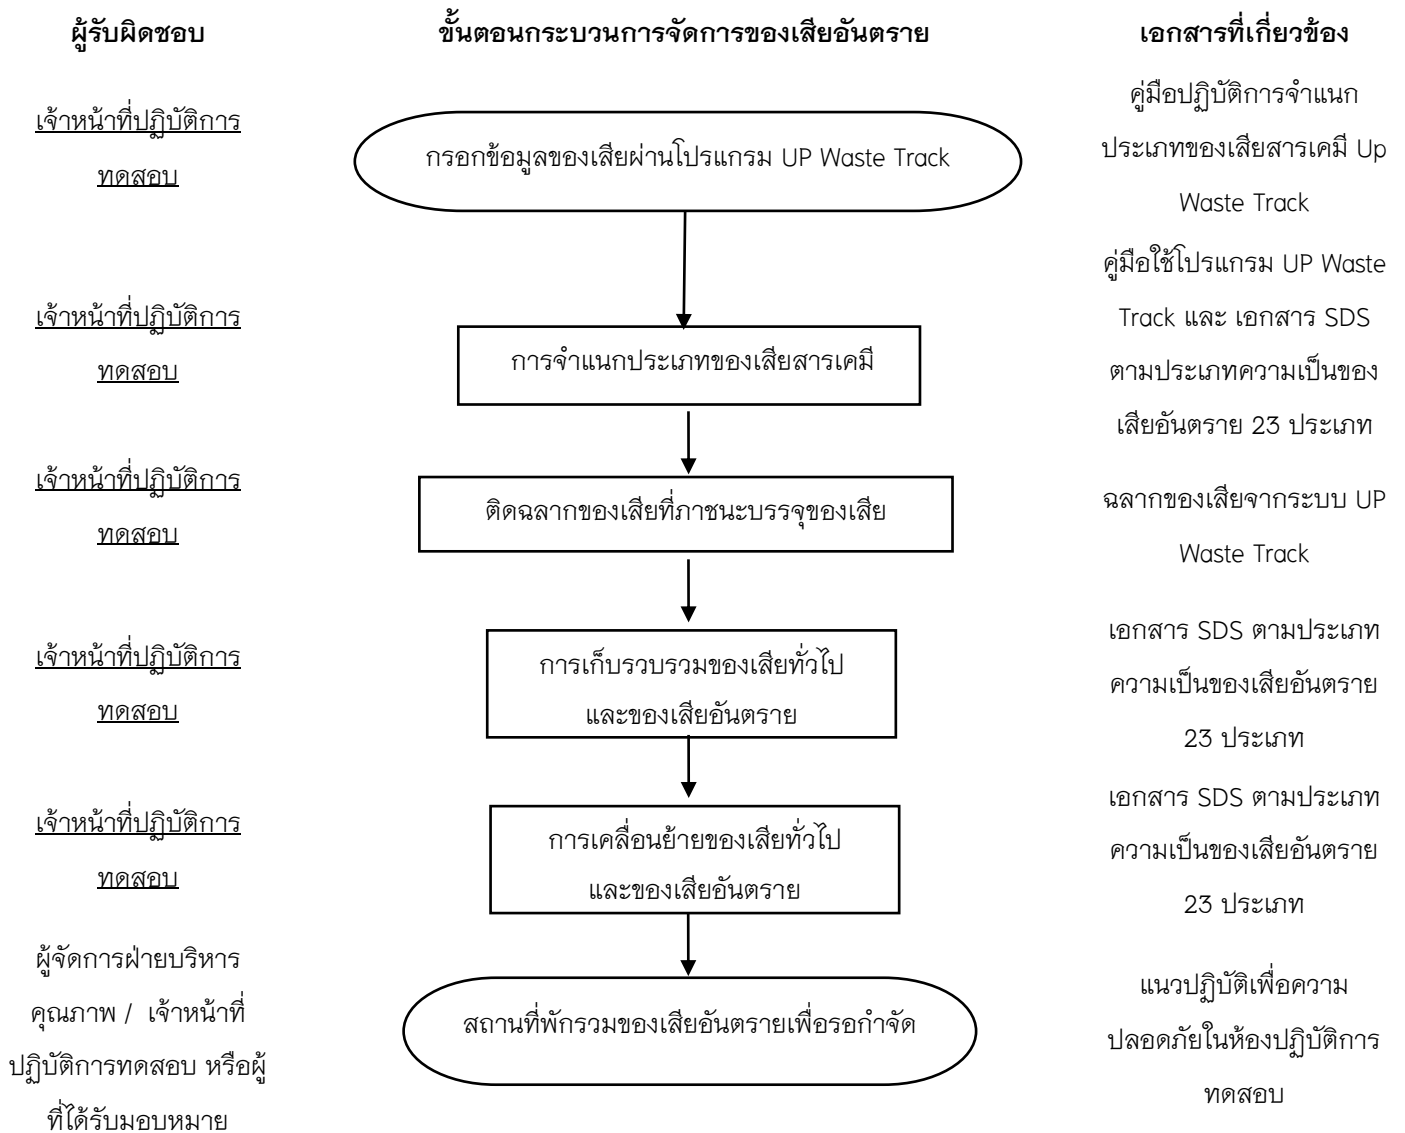 ผู้รับผิดชอบ
ขั้นตอนกระบวนการจัดการของเสียอันตราย
เอกสารที่เกี่ยวข้อง
เจ้าหน้าที่ปฏิบัติการ
ทดสอบ
กรอกข้อมูลของเสียผ่านโปรแกรม UP Waste Track
คู่มือปฏิบัติการจำแนก
ประเภทของเสียสารเคมี Up
Waste Track
เจ้าหน้าที่ปฏิบัติการ
ทดสอบ
การจำแนกประเภทของเสียสารเคมี
คู่มือใช้โปรแกรม UP Waste
Track และ เอกสาร SDS
ตามประเภทความเป็นของ
เสียอันตราย 23 ประเภท
เจ้าหน้าที่ปฏิบัติการ
ทดสอบ
ติดฉลากของเสียที่ภาชนะบรรจุของเสีย
ฉลากของเสียจากระบบ UP
Waste Track
เจ้าหน้าที่ปฏิบัติการ
ทดสอบ
การเก็บรวบรวมของเสียทั่วไป
และของเสียอันตราย
เอกสาร SDS ตามประเภท
ความเป็นของเสียอันตราย
23 ประเภท
เจ้าหน้าที่ปฏิบัติการ
ทดสอบ
การเคลื่อนย้ายของเสียทั่วไป
และของเสียอันตราย
เอกสาร SDS ตามประเภท
ความเป็นของเสียอันตราย
23 ประเภท
ผู้จัดการฝ่ายบริหาร
คุณภาพ / เจ้าหน้าที่
ปฏิบัติการทดสอบ หรือผู้
ที่ได้รับมอบหมาย
สถานที่พักรวมของเสียอันตรายเพื่อรอกำจัด
แนวปฏิบัติเพื่อความ
ปลอดภัยในห้องปฏิบัติการ
ทดสอบ